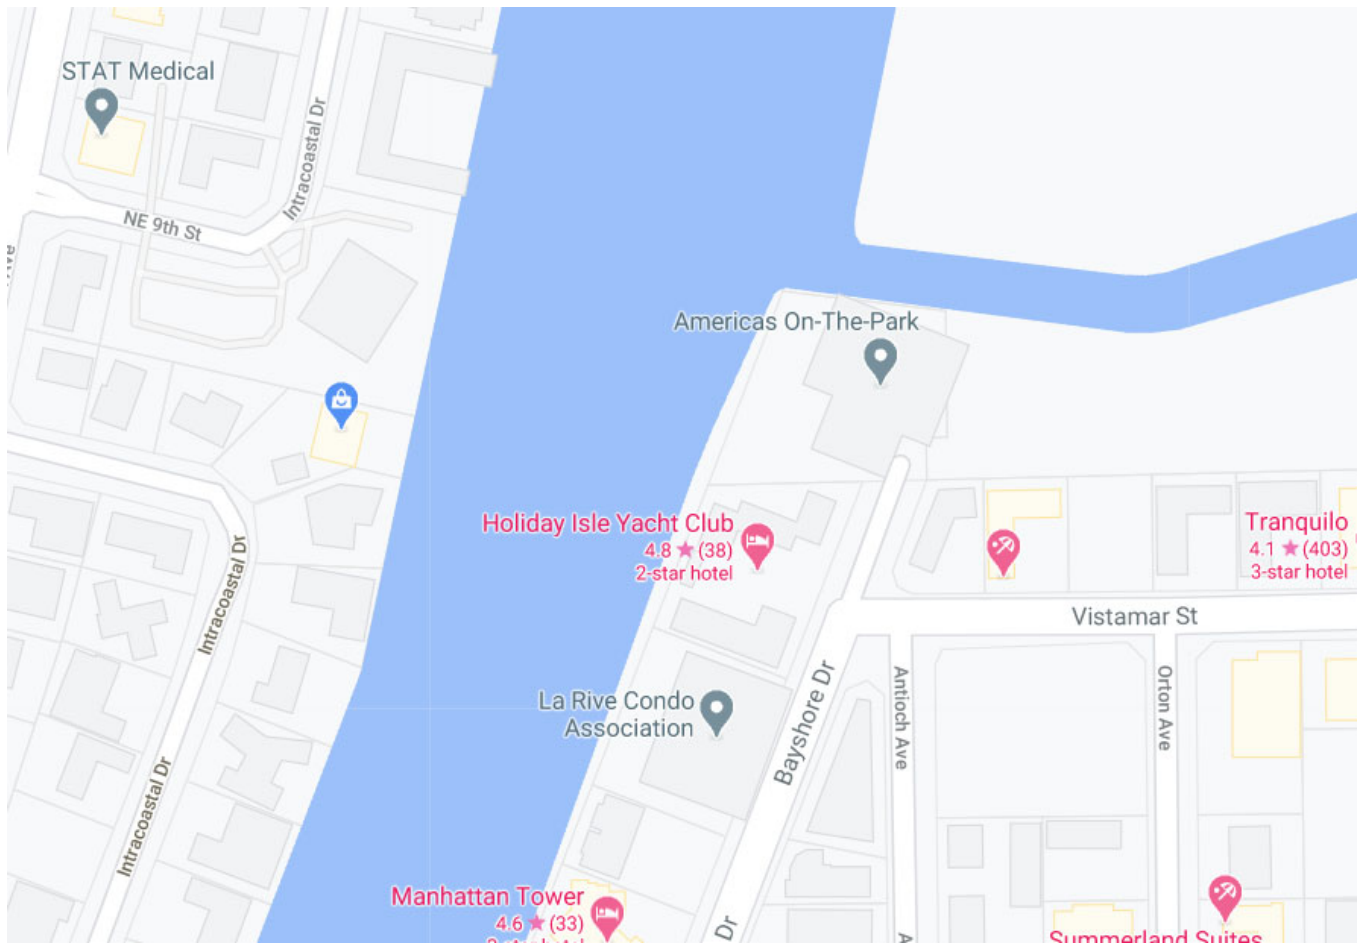 STAT Medical
Intracoastal Dr
NE 9th St
Ave
Americas On-The-Park
Holiday Isle Yacht Club
4.8 ★ (38)
2-star hotel
Tranquilo
4.1 ★ (403)
3-star hotel
Intracoastal Dr
Vistamar St
La Rive Condo
Association
Bayshore Dr
Antioch Ave
Orton Ave
Intracoastal Dr
Manhattan Tower
4.6 ★ (33)
Dr
Summerland Suites